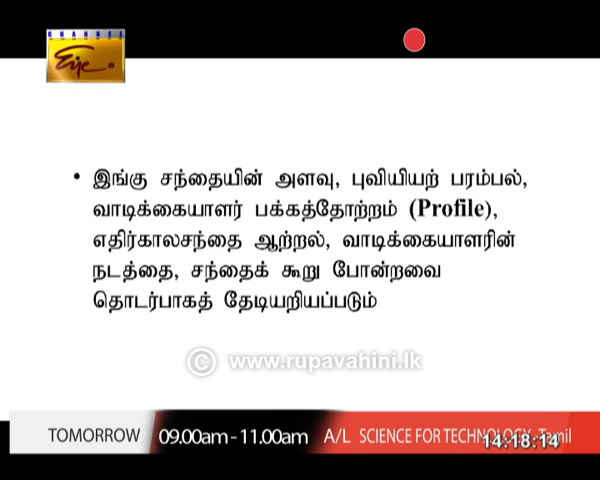 CHANNEL
Eye
• இங்கு சந்தையின் அளவு, புவியியற் பரம்பல்,
வாடிக்கையாளர் பக்கத்தோற்றம் (Profile),
எதிர்காலசந்தை ஆற்றல், வாடிக்கையாளரின்
நடத்தை, சந்தைக் கூறு போன்றவை
தொடர்பாகத் தேடியறியப்படும்
© www.rupavahini.lk
TOMORROW 09.00am - 11.00am A/L SCIENCE FOR TECHNOLOGY Tamil
14:18:14